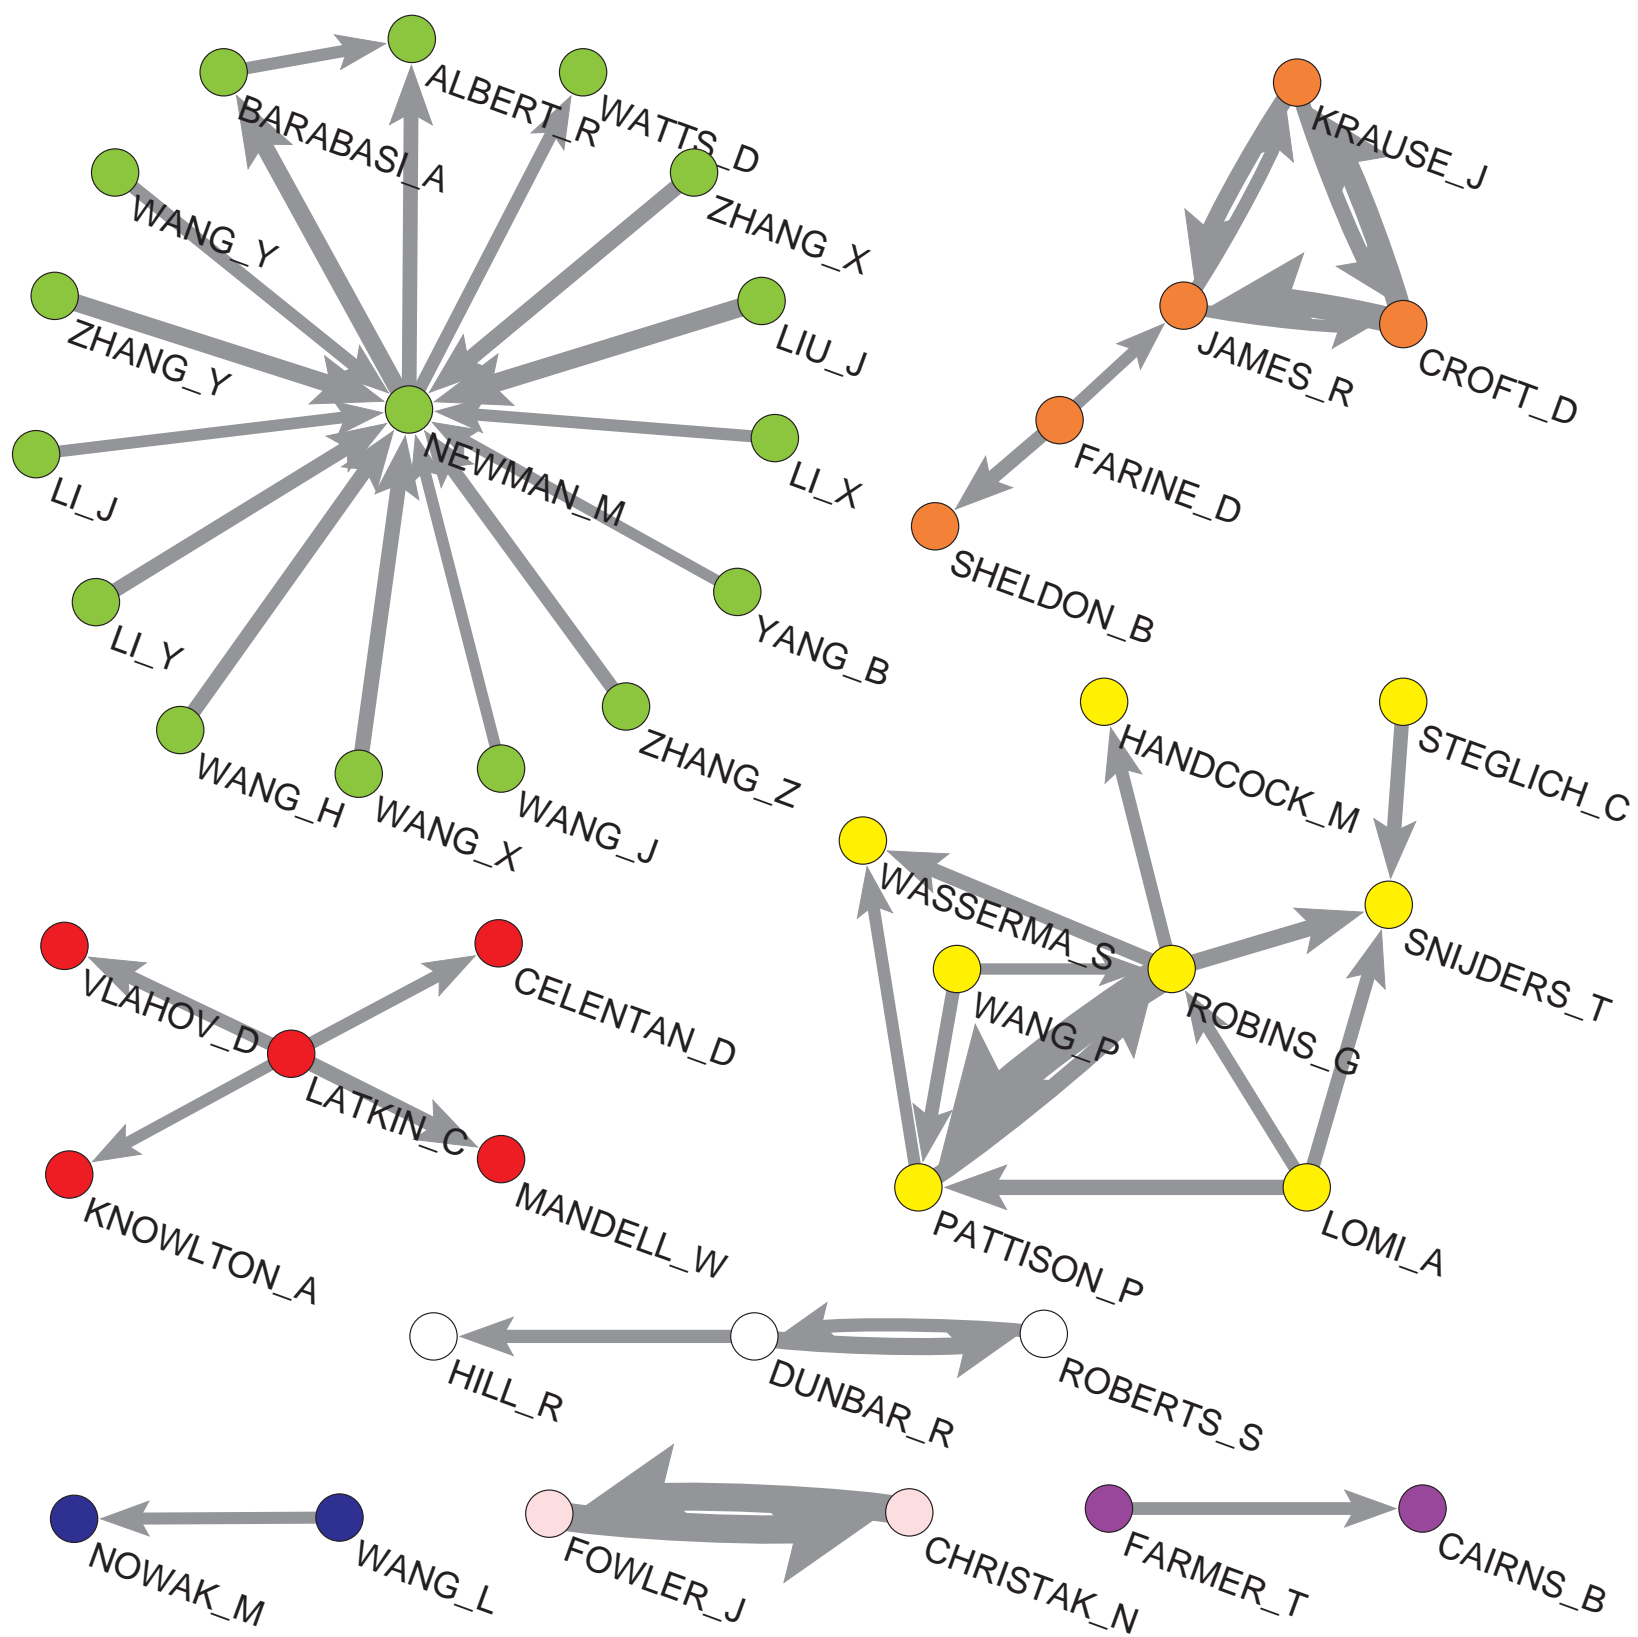 ALBERT_R
WATTS_D
BARABASI_A
KRAUSE_J
WANG_Y
ZHANG_X
ZHANG_Y
LIU_J
JAMES_R
CROFT_D
NEWMAN_M
LI_J
LI_X
FARINE_D
SHELDON_B
LI_Y
YANG_B
WANG_H
WANG_X
WANG_J
ZHANG_Z
HANDCOCK_M
STEGLICH_C
WASSERMA_S
SNIJDERS_T
WANG_P
ROBINS_G
VLAHOV_D
CELENTAN_D
LATKIN_C
KNOWLTON_A
MANDELL_W
PATTISON_P
LOMI_A
HILL_R
DUNBAR_R
ROBERTS_S
NOWAK_M
WANG_L
FOWLER_J
CHRISTAK_N
FARMER_T
CAIRNS_B